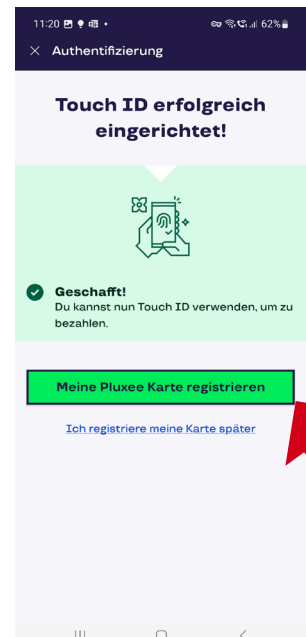 11:20 62%
Authentifizierung
Touch ID erfolgreich
eingerichtet!
Geschafft!
Du kannst nun Touch ID verwenden, um zu
bezahlen.
Meine Pluxee Karte registrieren
Ich registriere meine Karte später